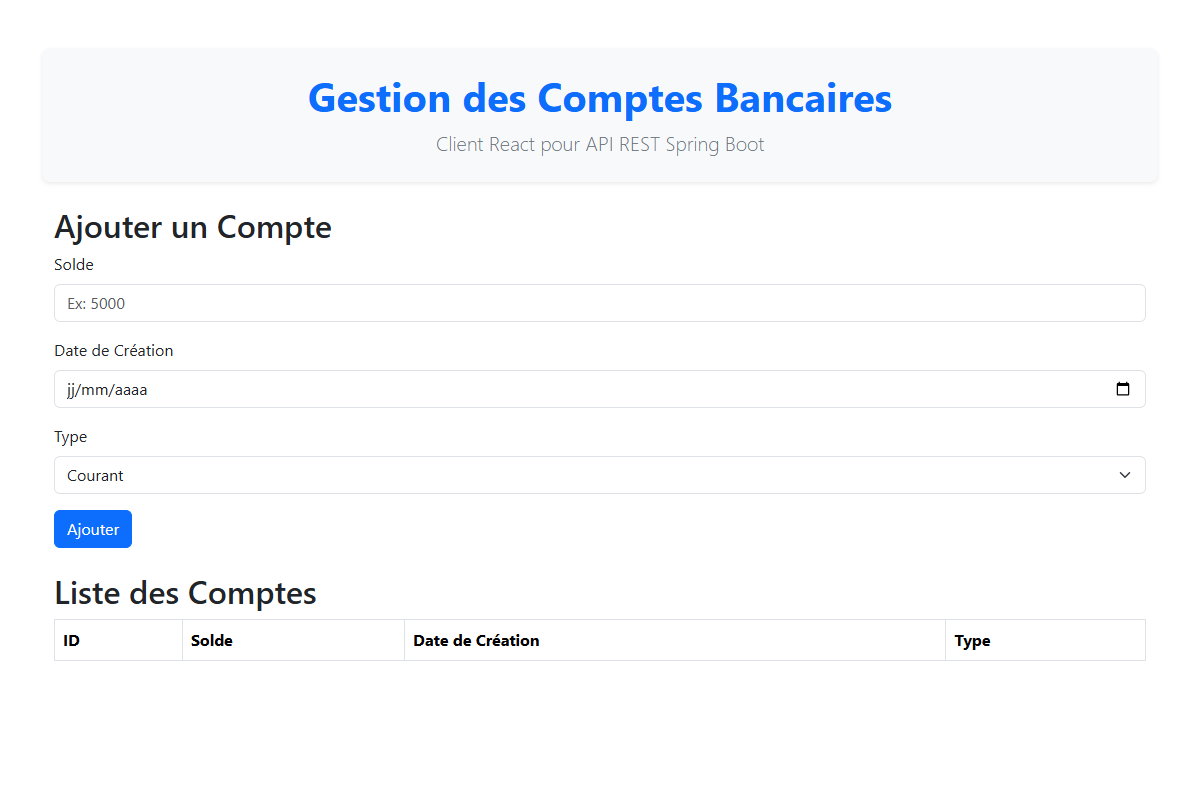 Gestion des Comptes Bancaires
Client React pour API REST Spring Boot
Ajouter un Compte
Solde
Ex: 5000
Date de Création
jj/mm/aaaa
Type
Courant
Ajouter
Liste des Comptes
ID Solde Date de Création Type